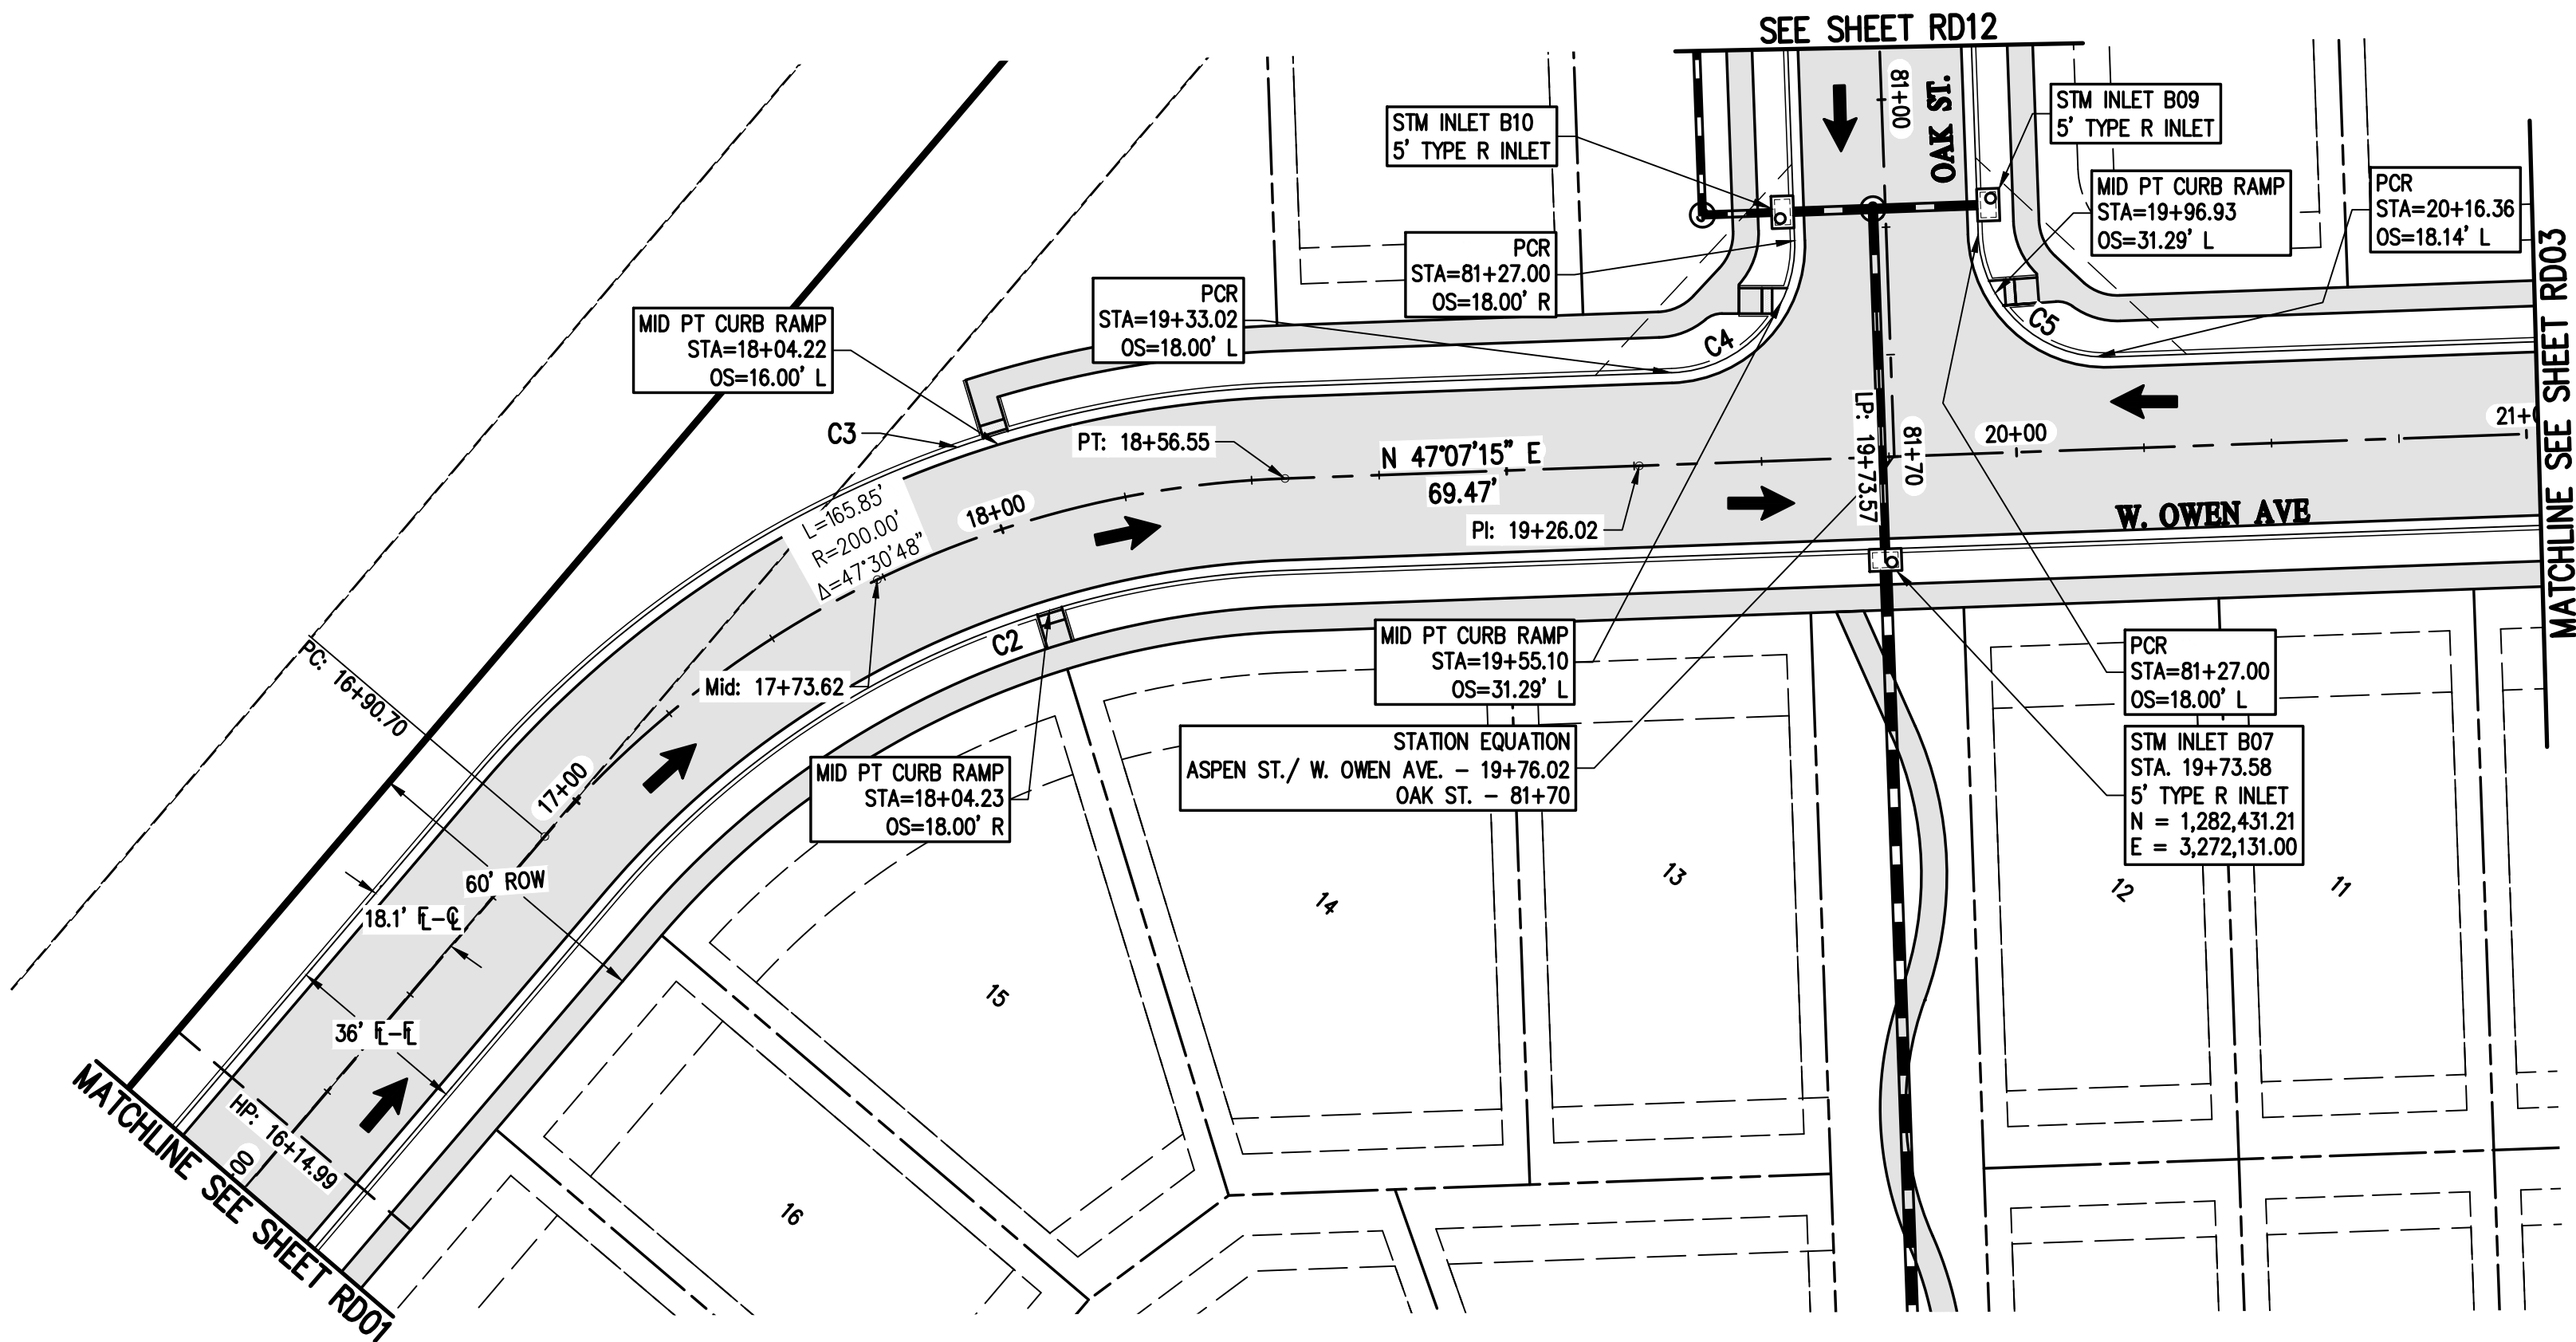 SEE SHEET RD12
81+00
OAK ST.
STM INLET B10
5' TYPE R INLET
STM INLET B09
5' TYPE R INLET
MID PT CURB RAMP
STA=19+96.93
OS=31.29' L
PCR
STA=20+16.36
OS=18.14' L
PCR
STA=81+27.00
OS=18.00' R
PCR
STA=19+33.02
OS=18.00' L
MID PT CURB RAMP
STA=18+04.22
OS=16.00' L
C3
C4
C5
MATCHLINE SEE SHEET RD03
PT: 18+56.55
N 47°07'15" E
69.47'
PI: 19+26.02
LP: 19+73.57
81+70
20+00
W. OWEN AVE
L=165.85'
R=200.00'
Δ=47°30'48"
18+00
C2
Mid: 17+73.62
PC: 16+90.70
17+00
MID PT CURB RAMP
STA=18+04.23
OS=18.00' R
MID PT CURB RAMP
STA=19+55.10
OS=31.29' L
STATION EQUATION
ASPEN ST./ W. OWEN AVE. - 19+76.02
OAK ST. - 81+70
PCR
STA=81+27.00
OS=18.00' L
STM INLET B07
STA. 19+73.58
5' TYPE R INLET
N = 1,282,431.21
E = 3,272,131.00
60' ROW
18.1' FL-CL
36' FL-FL
HP: 16+14.99
MATCHLINE SEE SHEET RD01
16
15
14
13
12
11